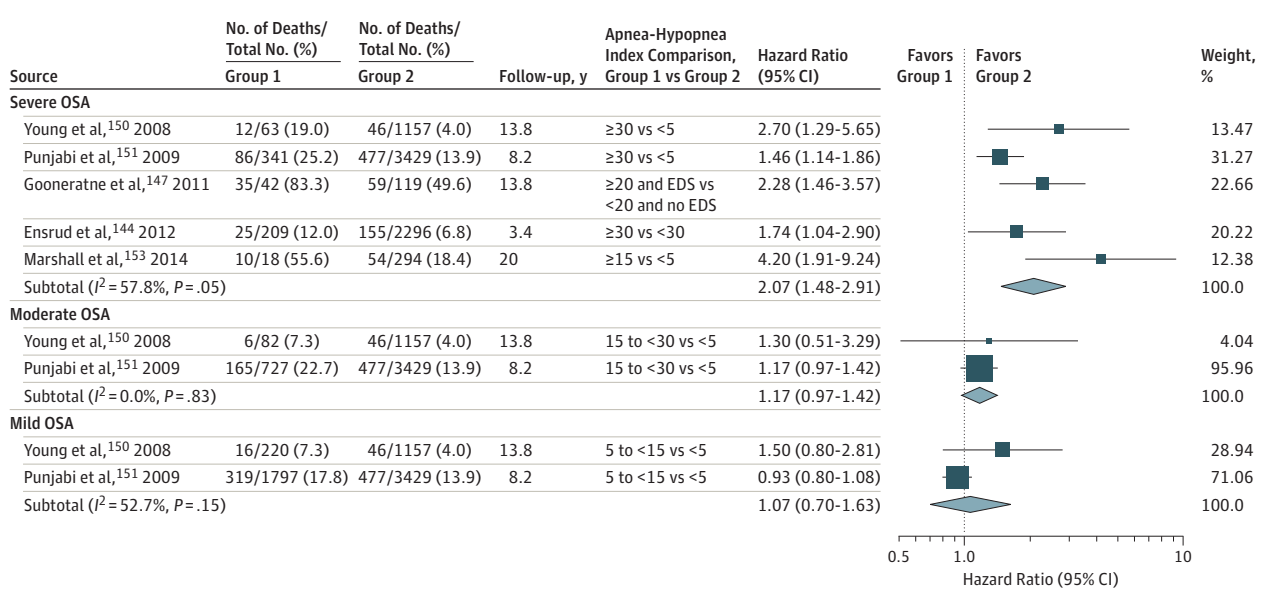 No. of Deaths/ No. of Deaths/ Apnea-Hypopnea
Total No. (%) Total No. (%) Index Comparison, Hazard Ratio Favors Favors Weight,
Source Group 1 Group 2 Follow-up, y Group 1 vs Group 2 (95% CI) Group 1 Group 2 %
Severe OSA
Young et al,150 2008 12/63 (19.0) 46/1157 (4.0) 13.8 ≥30 vs <5 2.70 (1.29-5.65) 13.47
Punjabi et al,151 2009 86/341 (25.2) 477/3429 (13.9) 8.2 ≥30 vs <5 1.46 (1.14-1.86) 31.27
Gooneratne et al,147 2011 35/42 (83.3) 59/119 (49.6) 13.8 ≥20 and EDS vs 2.28 (1.46-3.57) 22.66
<20 and no EDS
Ensrud et al,144 2012 25/209 (12.0) 155/2296 (6.8) 3.4 ≥30 vs <30 1.74 (1.04-2.90) 20.22
Marshall et al,153 2014 10/18 (55.6) 54/294 (18.4) 20 ≥15 vs <5 4.20 (1.91-9.24) 12.38
Subtotal (I2 = 57.8%, P = .05) 2.07 (1.48-2.91) 100.0
Moderate OSA
Young et al,150 2008 6/82 (7.3) 46/1157 (4.0) 13.8 15 to <30 vs <5 1.30 (0.51-3.29) 4.04
Punjabi et al,151 2009 165/727 (22.7) 477/3429 (13.9) 8.2 15 to <30 vs <5 1.17 (0.97-1.42) 95.96
Subtotal (I2 = 0.0%, P = .83) 1.17 (0.97-1.42) 100.0
Mild OSA
Young et al,150 2008 16/220 (7.3) 46/1157 (4.0) 13.8 5 to <15 vs <5 1.50 (0.80-2.81) 28.94
Punjabi et al,151 2009 319/1797 (17.8) 477/3429 (13.9) 8.2 5 to <15 vs <5 0.93 (0.80-1.08) 71.06
Subtotal (I2 = 52.7%, P = .15) 1.07 (0.70-1.63) 100.0
0.5 1.0 10
Hazard Ratio (95% CI)